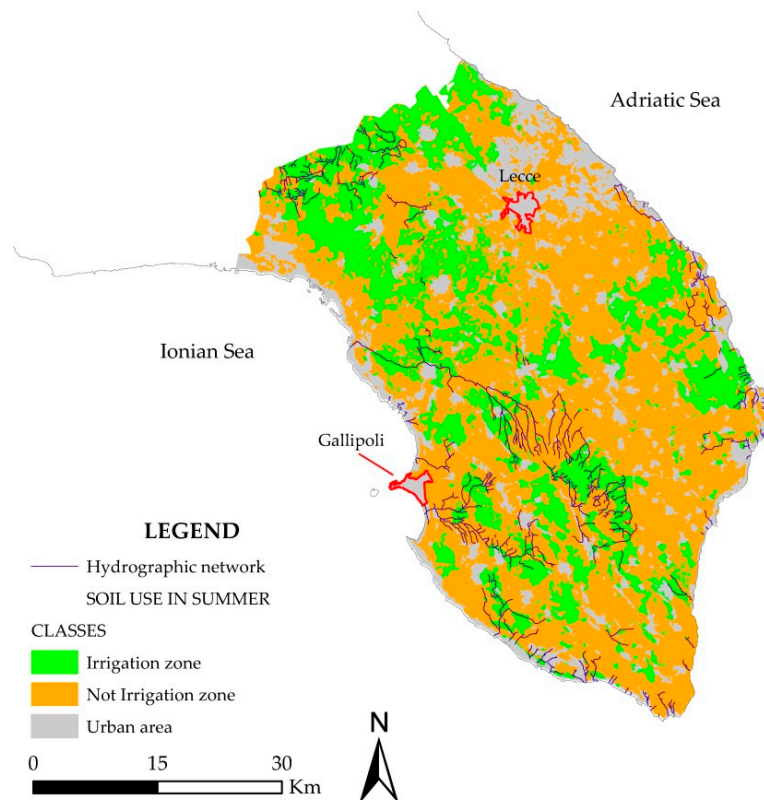 Adriatic Sea
Lecce
Ionian Sea
Gallipoli
LEGEND
Hydrographic network
SOIL USE IN SUMMER
CLASSES
Irrigation zone
Not Irrigation zone
Urban area
N
0 15 30
Km